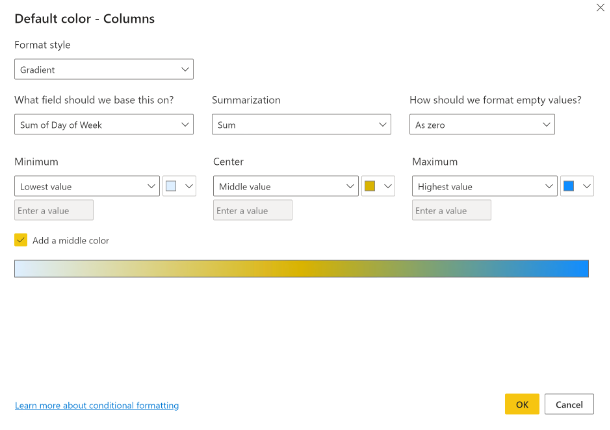 Default color - Columns
Format style
Gradient
What field should we base this on? Summarization How should we format empty values?
Sum of Day of Week Sum As zero
Minimum Center Maximum
Lowest value Middle value Highest value
Enter a value Enter a value Enter a value
Add a middle color
Learn more about conditional formatting OK Cancel